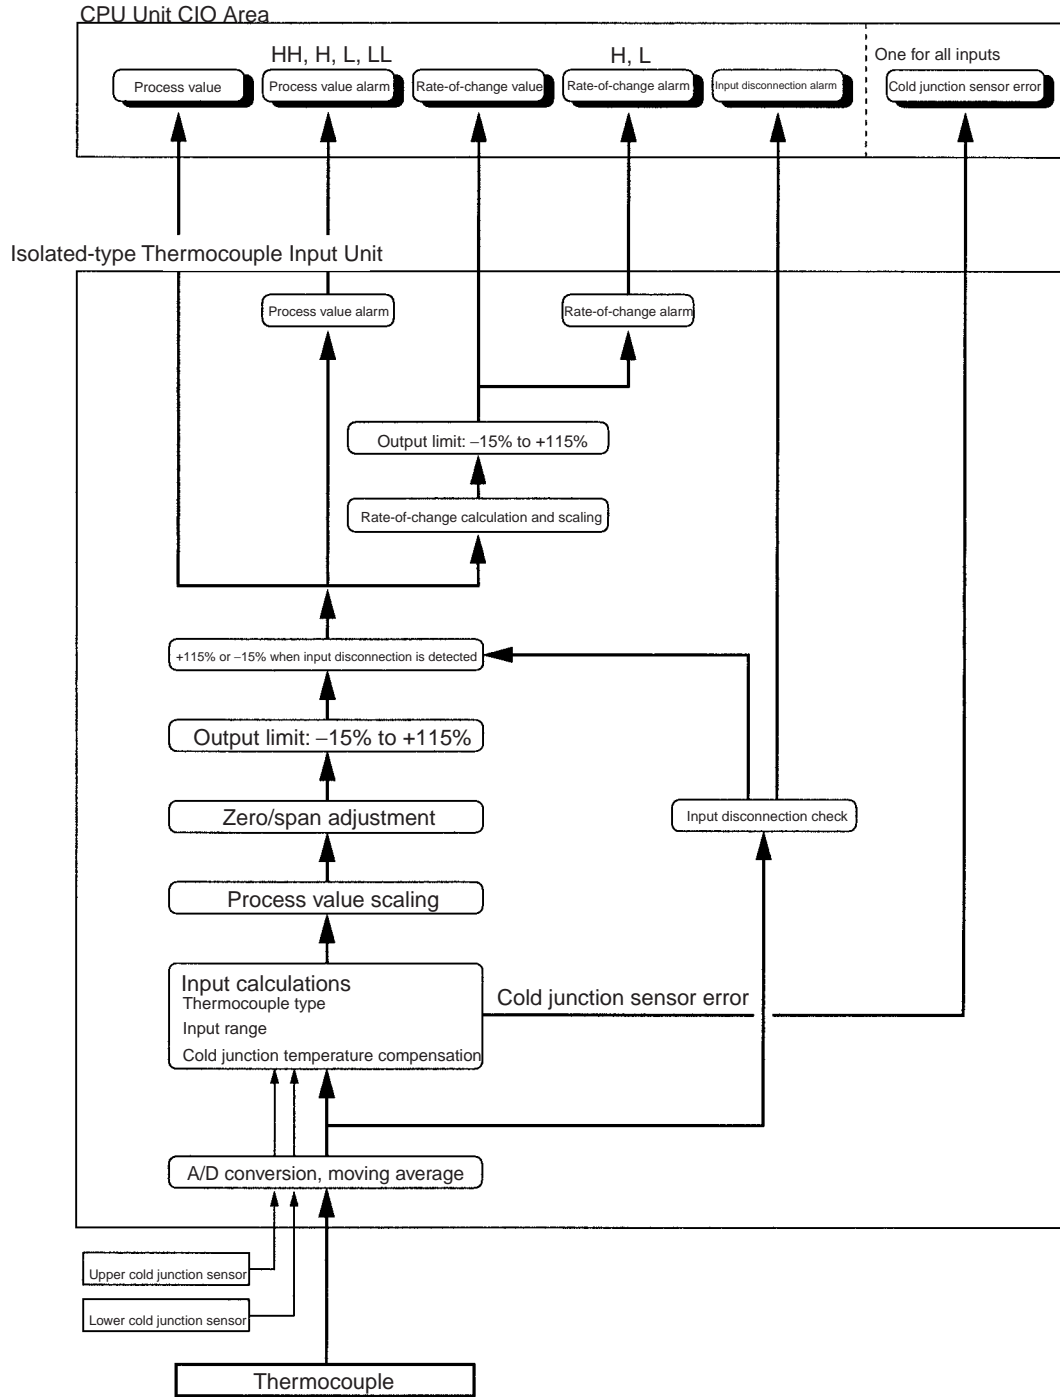 CPU Unit CIO Area
HH, H, L, LL
H, L
One for all inputs
Process value
Process value alarm
Rate-of-change value
Rate-of-change alarm
Input disconnection alarm
Cold junction sensor error
Isolated-type Thermocouple Input Unit
Process value alarm
Rate-of-change alarm
Output limit: –15% to +115%
Rate-of-change calculation and scaling
+115% or –15% when input disconnection is detected
Output limit: –15% to +115%
Zero/span adjustment
Input disconnection check
Process value scaling
Input calculations
Thermocouple type
Input range
Cold junction temperature compensation
Cold junction sensor error
A/D conversion, moving average
Upper cold junction sensor
Lower cold junction sensor
Thermocouple